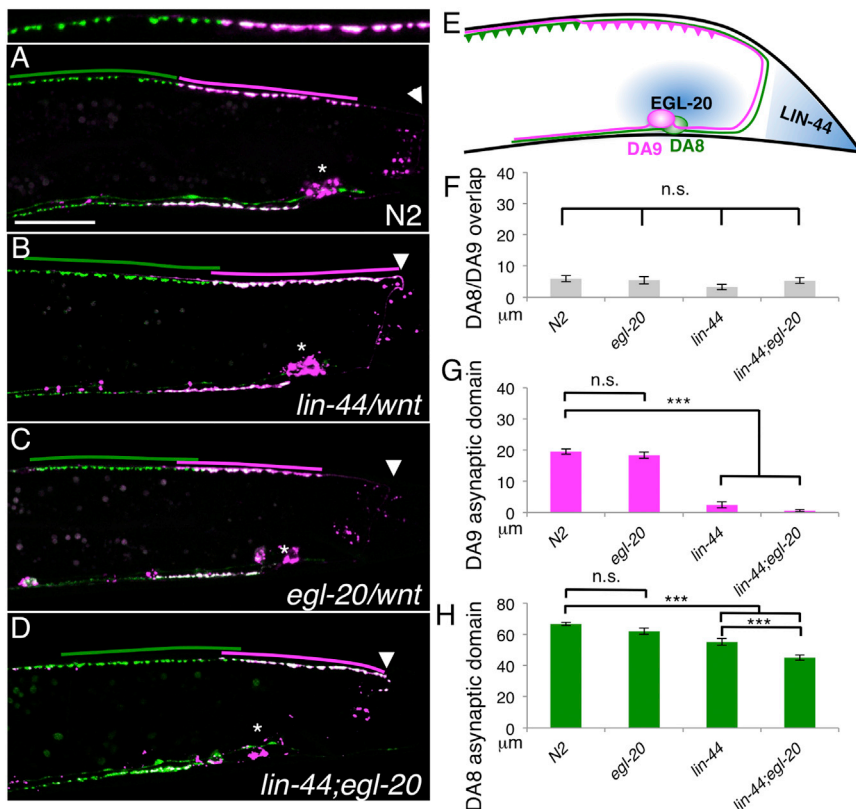 A
*
N2
B
*
lin-44/wnt
C
*
egl-20/wnt
D
*
lin-44;egl-20
E
EGL-20
LIN-44
DA9 DA8
F
DA8/DA9 overlap
40
30
20
10
0
μm
n.s.
N2
egl-20
lin-44
lin-44;egl-20
G
DA9 asynaptic domain
40
30
20
10
0
μm
n.s.
***
N2
egl-20
lin-44
lin-44;egl-20
H
DA8 asynaptic domain
80
60
40
20
0
μm
n.s.
***
***
N2
egl-20
lin-44
lin-44;egl-20